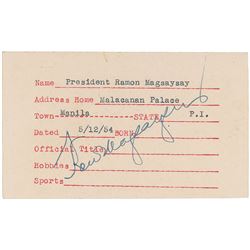 Name President Ramon Magsaysay
Address Home Malacanan Palace
Manila STATE P.I.
Dated 5/12/54 BORN
Official Title
Hobbies
Sports